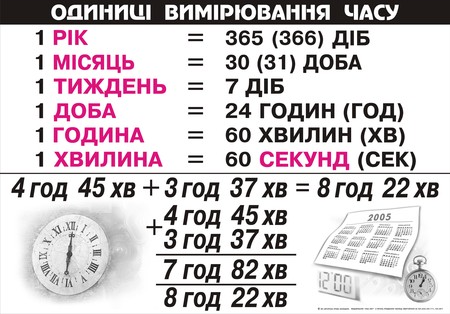 ОДИНИЦІ ВИМІРЮВАННЯ ЧАСУ
1 РІК = 365 (366) ДІБ
1 МІСЯЦЬ = 30 (31) ДОБА
1 ТИЖДЕНЬ = 7 ДІБ
1 ДОБА = 24 ГОДИН (ГОД)
1 ГОДИНА = 60 ХВИЛИН (ХВ)
1 ХВИЛИНА = 60 СЕКУНД (СЕК)
4 год 45 хв + 3 год 37 хв = 8 год 22 хв
+ 4 год 45 хв
3 год 37 хв
7 год 82 хв
8 год 22 хв
2005
12:00